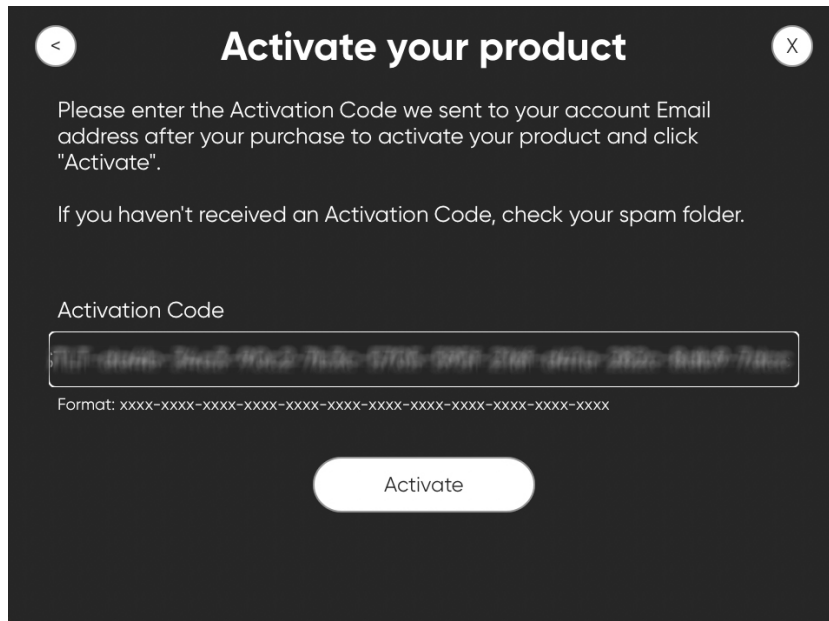 <
Activate your product
X
Please enter the Activation Code we sent to your account Email
address after your purchase to activate your product and click
"Activate".
If you haven't received an Activation Code, check your spam folder.
Activation Code
Format: xxxx-xxxx-xxxx-xxxx-xxxx-xxxx-xxxx-xxxx-xxxx-xxxx-xxxx-xxxx
Activate